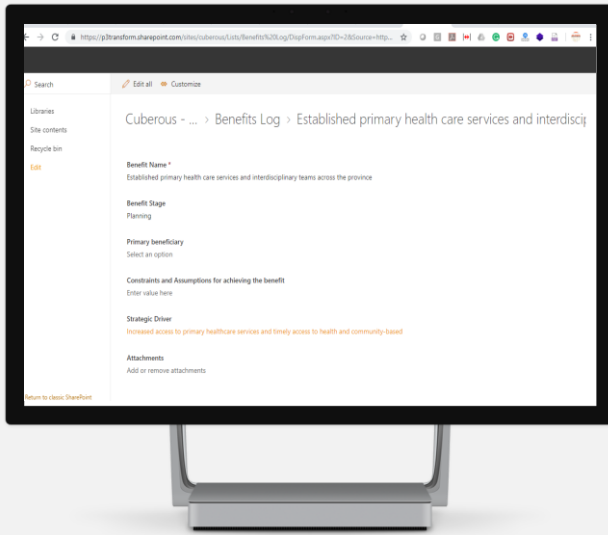 https://p3transform.sharepoint.com/sites/cuberous/Lists/Benefits%20Log/DispForm.aspx?ID=2&Source=http...
Search
Edit all
Customize
Libraries
Site contents
Recycle bin
Edit
Cuberous - ... > Benefits Log > Established primary health care services and interdiscip
Benefit Name *
Established primary health care services and interdisciplinary teams across the province
Benefit Stage
Planning
Primary beneficiary
Select an option
Constraints and Assumptions for achieving the benefit
Enter value here
Strategic Driver
Increased access to primary healthcare services and timely access to health and community-based
Attachments
Add or remove attachments
Return to classic SharePoint